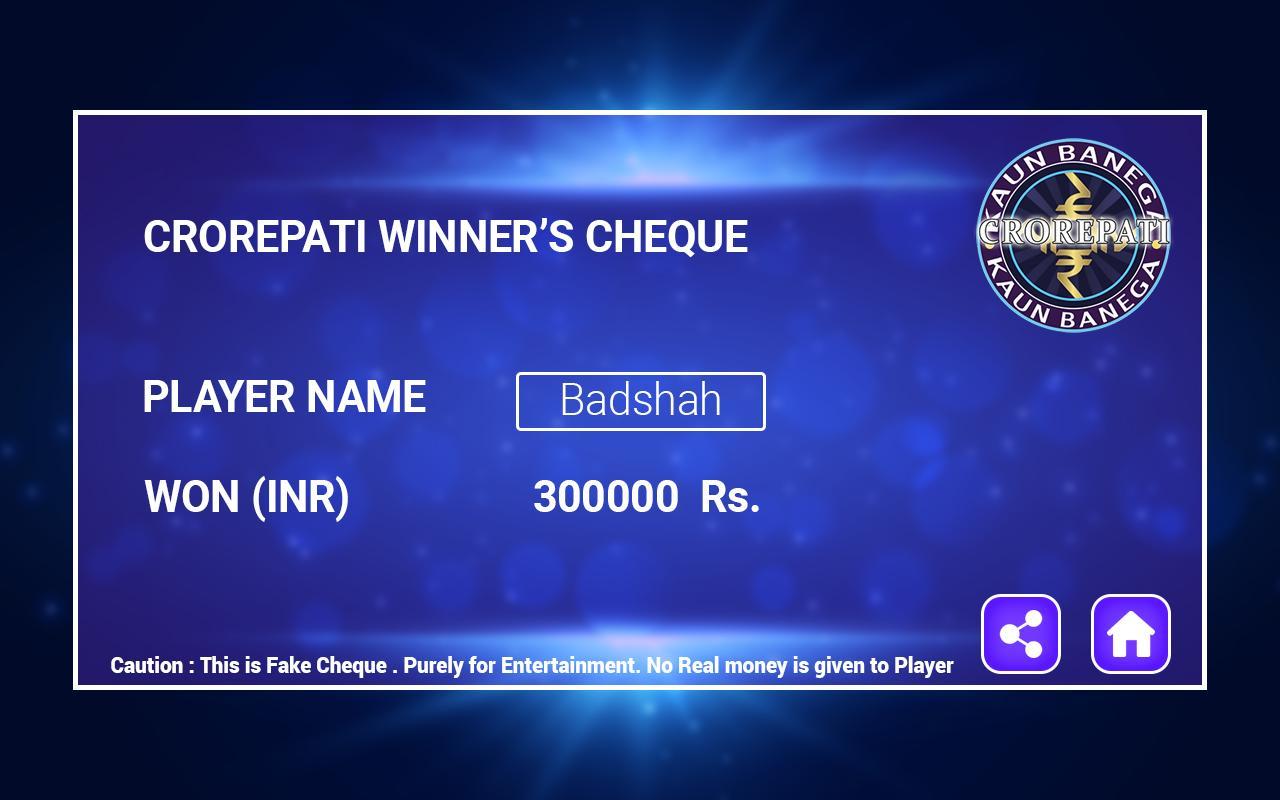 KAUN BANEGA
CROREPATI
KAUN BANEGA
CROREPATI WINNER’S CHEQUE
PLAYER NAME Badshah
WON (INR) 300000 Rs.
Caution : This is Fake Cheque . Purely for Entertainment. No Real money is given to Player